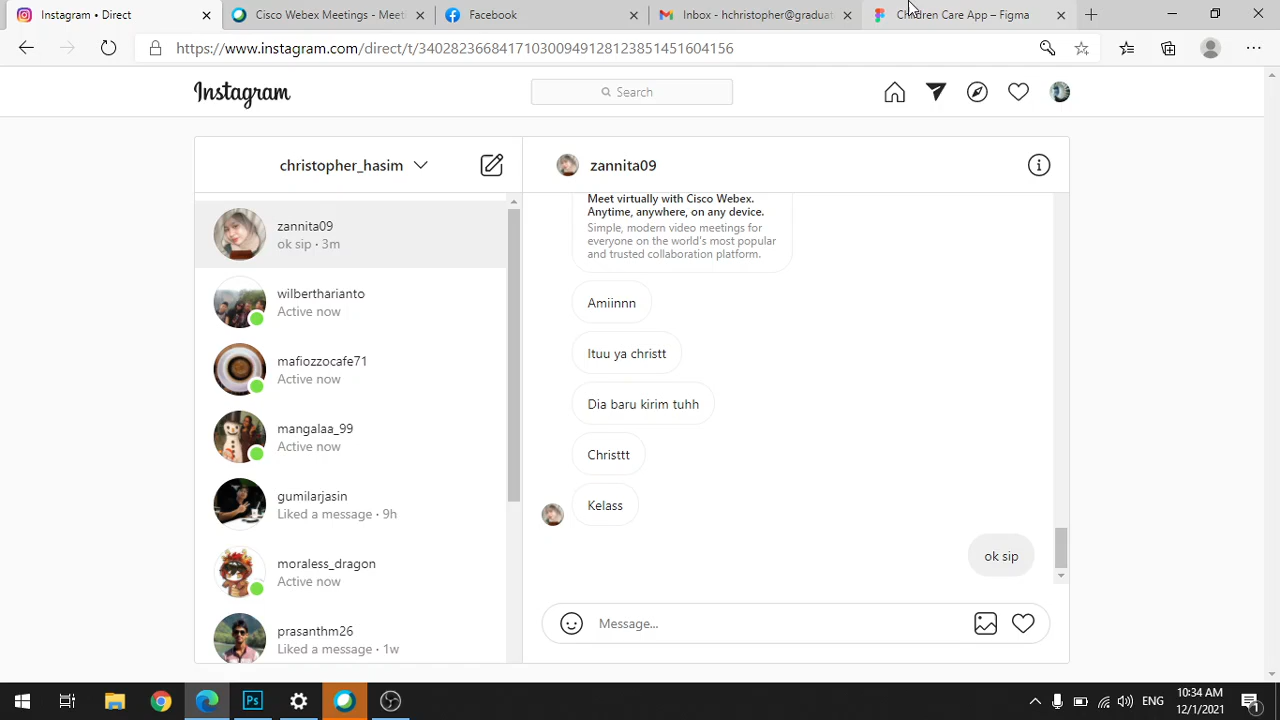 Instagram • Direct
Cisco Webex Meetings - Meet
Facebook
Inbox - hchristopher@graduat
Children Care App – Figma
https://www.instagram.com/direct/t/340282366841710300949128123851451604156
Instagram
Search
christopher_hasim
zannita09
zannita09
ok sip • 3m
wilbertharianto
Active now
mafiozzocafe71
Active now
mangalaa_99
Active now
gumilarjasin
Liked a message • 9h
moraless_dragon
Active now
prasanthm26
Liked a message • 1w
Meet virtually with Cisco Webex.
Anytime, anywhere, on any device.
Simple, modern video meetings for
everyone on the world's most popular
and trusted collaboration platform.
Amiinnn
Ituu ya christt
Dia baru kirim tuhh
Christtt
Kelass
ok sip
Message...
Ps
ENG
10:34 AM
12/1/2021
1